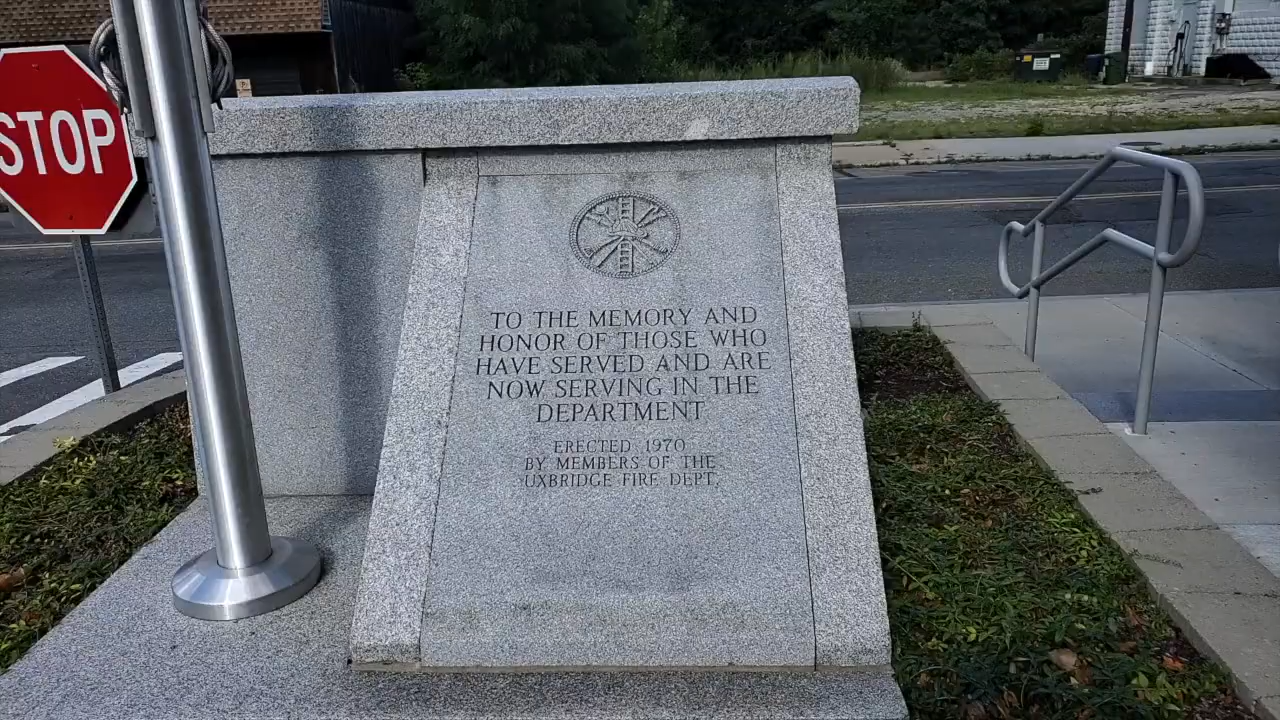 STOP
TO THE MEMORY AND
HONOR OF THOSE WHO
HAVE SERVED AND ARE
NOW SERVING IN THE
DEPARTMENT
ERECTED 1970
BY MEMBERS OF THE
UXBRIDGE FIRE DEPT.